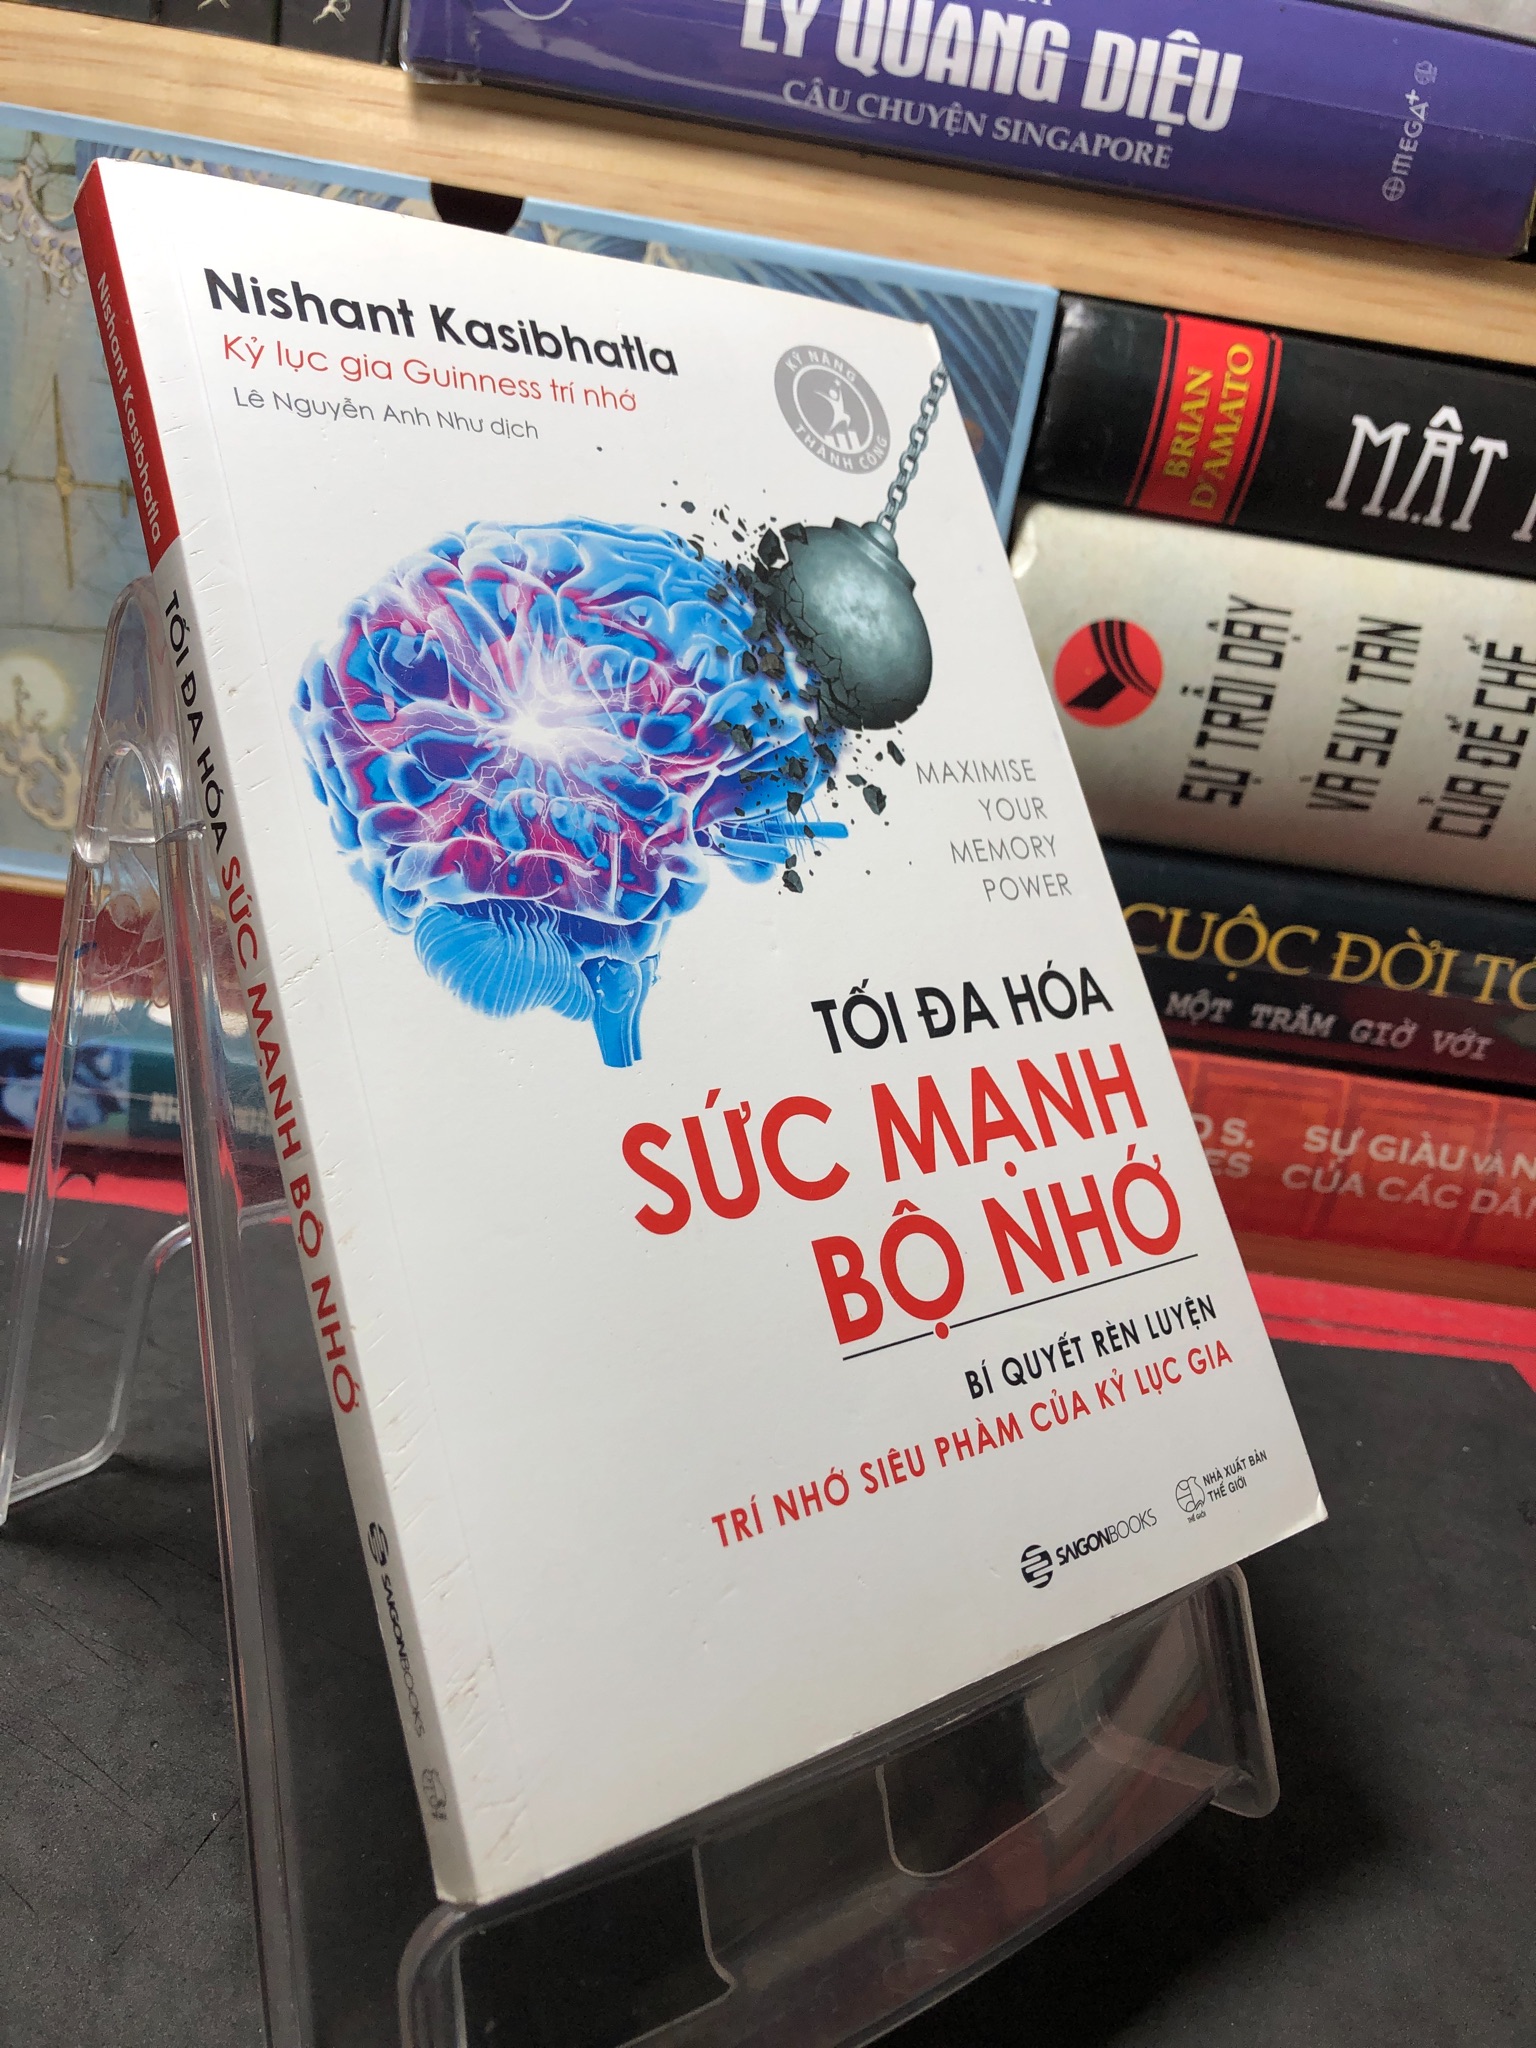 LÝ QUANG DIỆU
CÂU CHUYỆN SINGAPORE
OMEGA+
Nishant Kasibhatla
Kỷ lục gia Guinness trí nhớ
Lê Nguyễn Anh Như dịch
KỸ NĂNG
THÀNH CÔNG
MAXIMISE
YOUR
MEMORY
POWER
TỐI ĐA HÓA
SỨC MẠNH
BỘ NHỚ
BÍ QUYẾT RÈN LUYỆN
TRÍ NHỚ SIÊU PHÀM CỦA KỶ LỤC GIA
SAIGONBOOKS
NHÀ XUẤT BẢN
THẾ GIỚI
THẾ GIỚI
Nishant Kasibhatla
TỐI ĐA HÓA SỨC MẠNH BỘ NHỚ
SAIGONBOOKS
BRIAN
D'AMATO
MẬT
SỰ TRỖI DẬY
VÀ SUY TÀN
CỦA ĐẾ CHẾ
CUỘC ĐỜI
MỘT TRĂM GIỜ VỚI
S.
SỰ GIÀU VÀ
CỦA CÁC